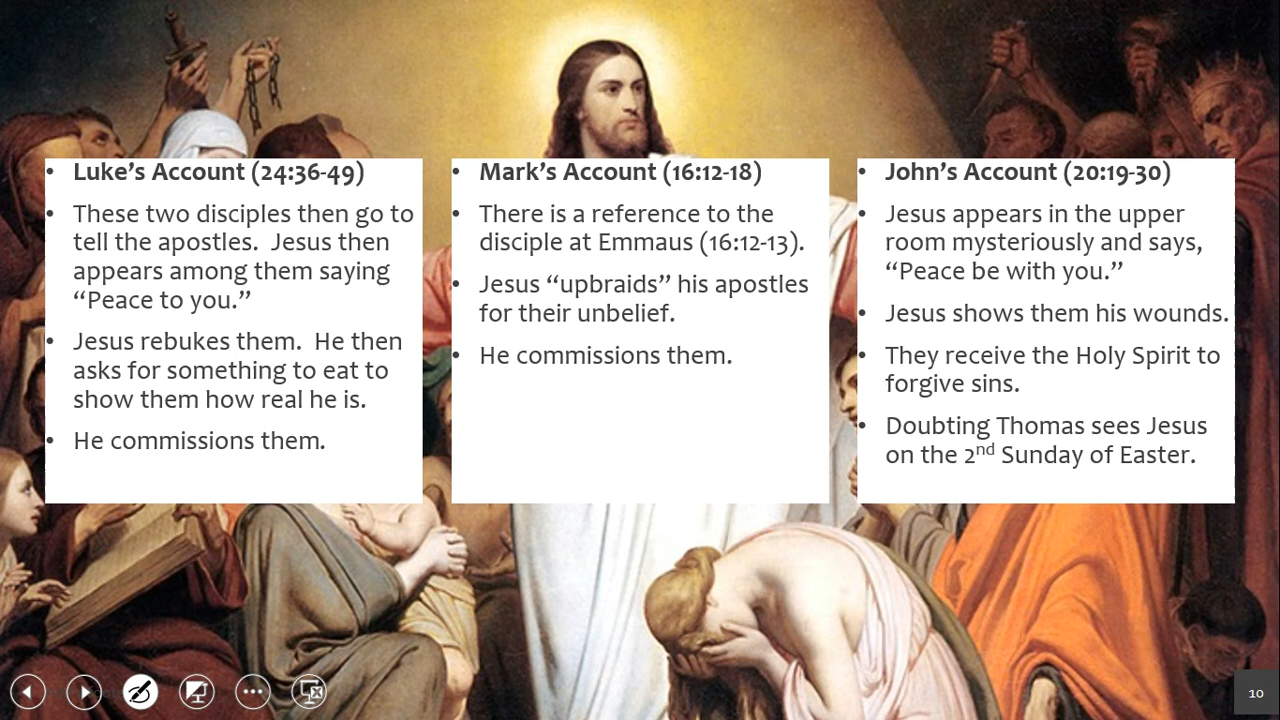 • Luke’s Account (24:36-49)
• These two disciples then go to
tell the apostles.  Jesus then
appears among them saying
“Peace to you.”
• Jesus rebukes them.  He then
asks for something to eat to
show them how real he is.
• He commissions them.
• Mark’s Account (16:12-18)
• There is a reference to the
disciple at Emmaus (16:12-13).
• Jesus “upbraids” his apostles
for their unbelief.
• He commissions them.
• John’s Account (20:19-30)
• Jesus appears in the upper
room mysteriously and says,
“Peace be with you.”
• Jesus shows them his wounds.
• They receive the Holy Spirit to
forgive sins.
• Doubting Thomas sees Jesus
on the 2nd Sunday of Easter.
10